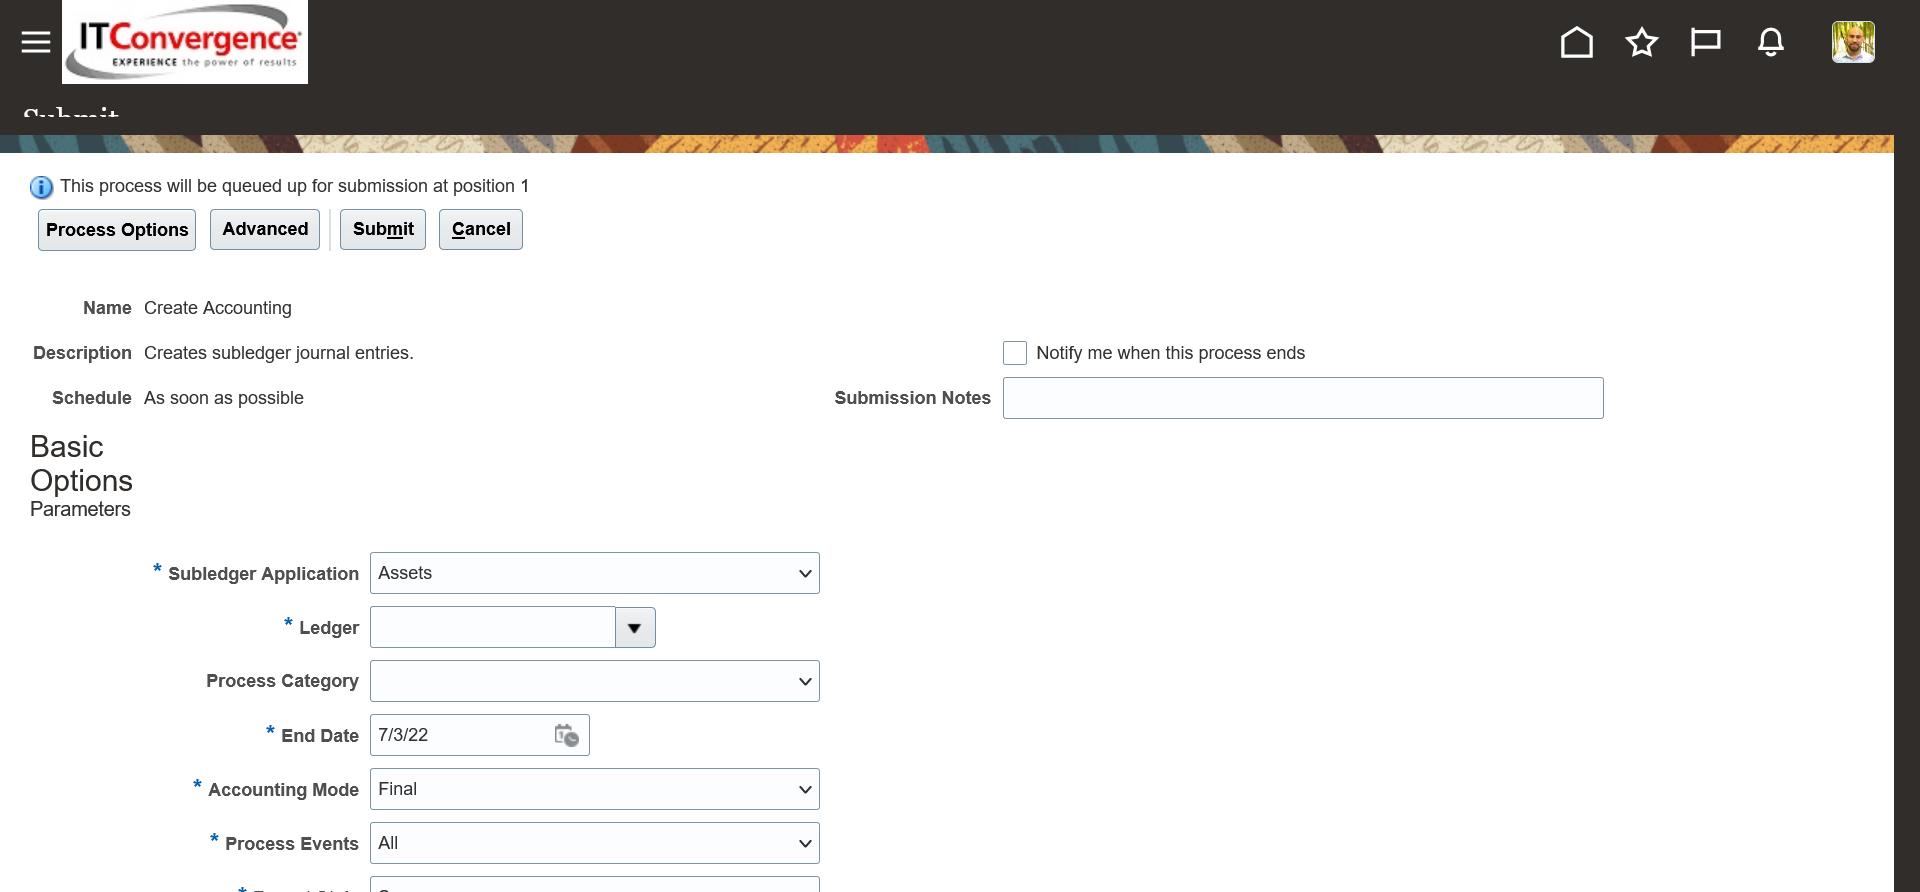 ITConvergence
EXPERIENCE the power of results
Submit
This process will be queued up for submission at position 1
Process Options
Advanced
Submit
Cancel
Name Create Accounting
Description Creates subledger journal entries.
Notify me when this process ends
Schedule As soon as possible
Submission Notes
Basic
Options
Parameters
* Subledger Application Assets
* Ledger
Process Category
* End Date 7/3/22
* Accounting Mode Final
* Process Events All